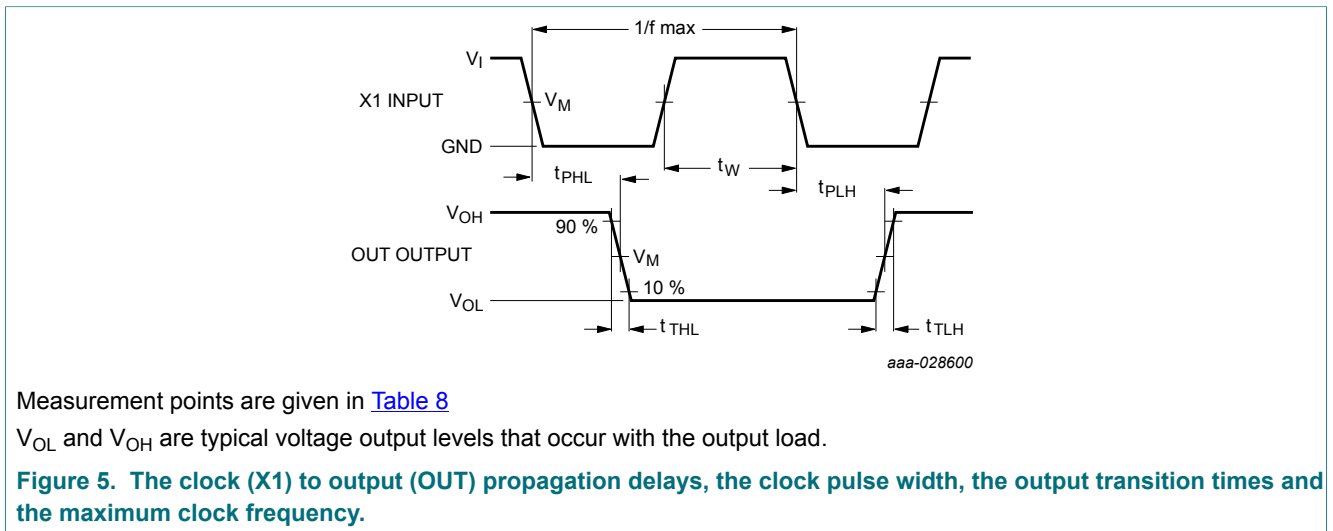 1/f max
VI
X1 INPUT
VM
GND
tPHL
tW
tPLH
VOH
90 %
OUT OUTPUT
VM
10 %
VOL
tTHL
tTLH
aaa-028600
Measurement points are given in Table 8
VOL and VOH are typical voltage output levels that occur with the output load.
Figure 5. The clock (X1) to output (OUT) propagation delays, the clock pulse width, the output transition times and
the maximum clock frequency.